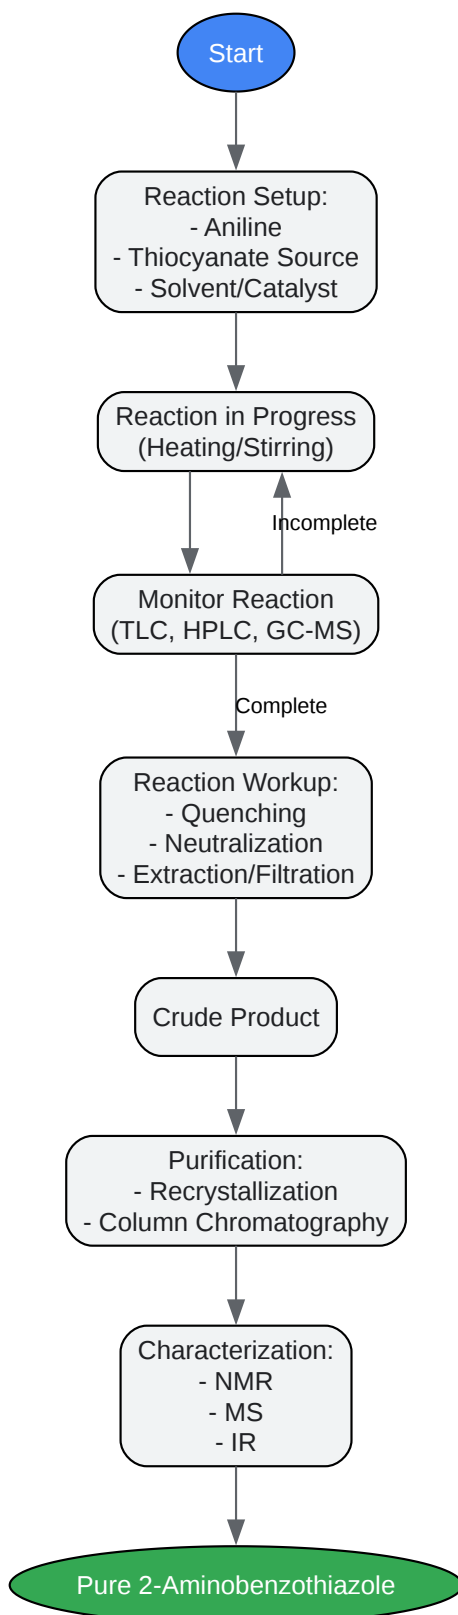 Start
Reaction Setup:
- Aniline
- Thiocyanate Source
- Solvent/Catalyst
Reaction in Progress
(Heating/Stirring)
Incomplete
Monitor Reaction
(TLC, HPLC, GC-MS)
Complete
Reaction Workup:
- Quenching
- Neutralization
- Extraction/Filtration
Crude Product
Purification:
- Recrystallization
- Column Chromatography
Characterization:
- NMR
- MS
- IR
Pure 2-Aminobenzothiazole